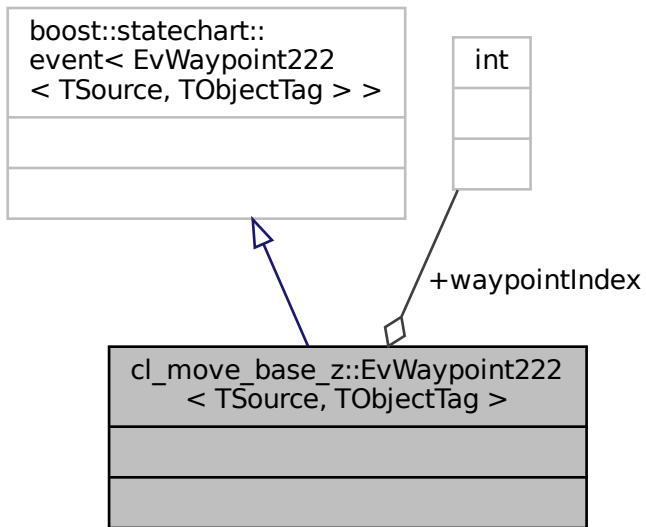 boost::statechart::
event< EvWaypoint222
< TSource, TObjectTag > >
int
+waypointIndex
cl_move_base_z::EvWaypoint222
< TSource, TObjectTag >